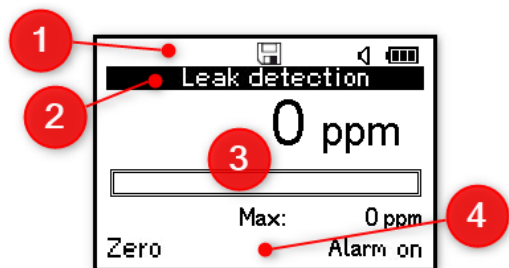 1
2
Leak detection
0 ppm
3
Max: 0 ppm
4
Zero Alarm on